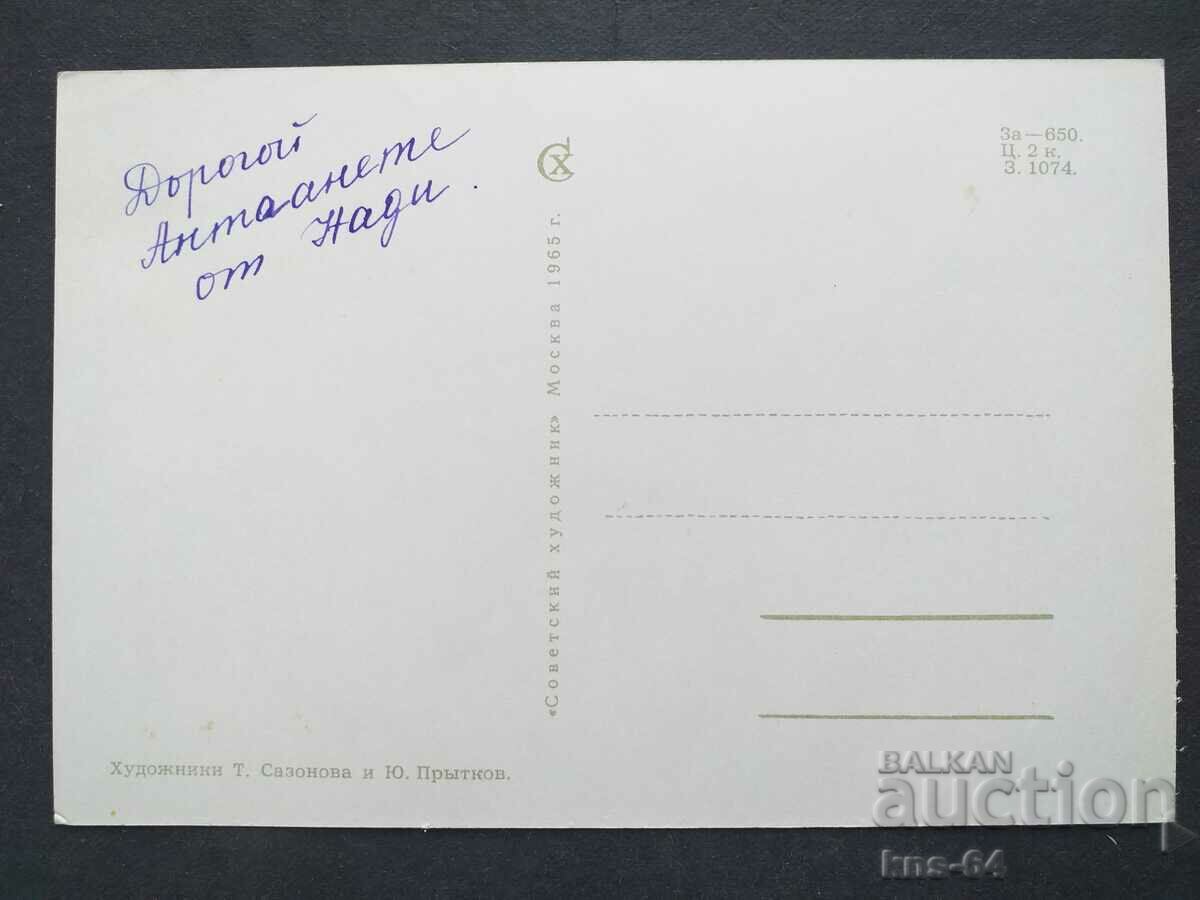 Дорогой
Антаанете
от Нади.
СХ
За—650.
Ц. 2 к.
З. 1074.
«Советский художник» Москва 1965 г.
Художники Т. Сазонова и Ю. Прытков.
BALKAN
auction
kns-64